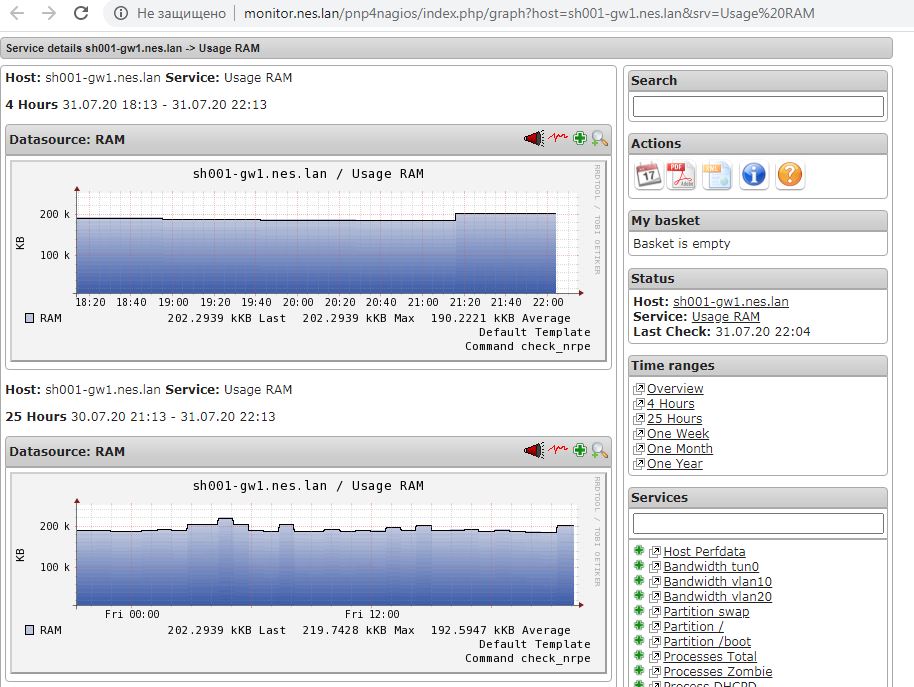 Не защищено monitor.nes.lan/pnp4nagios/index.php/graph?host=sh001-gw1.nes.lan&srv=Usage%20RAM
Service details sh001-gw1.nes.lan -> Usage RAM
Host: sh001-gw1.nes.lan Service: Usage RAM
4 Hours 31.07.20 18:13 - 31.07.20 22:13
Datasource: RAM
sh001-gw1.nes.lan / Usage RAM
RRDTOOL / TOBI OETIKER
KB
200 k
100 k
18:20 18:40 19:00 19:20 19:40 20:00 20:20 20:40 21:00 21:20 21:40 22:00
RAM 202.2939 kKB Last 202.2939 kKB Max 190.2221 kKB Average
Default Template
Command check_nrpe
Host: sh001-gw1.nes.lan Service: Usage RAM
25 Hours 30.07.20 21:13 - 31.07.20 22:13
Datasource: RAM
sh001-gw1.nes.lan / Usage RAM
RRDTOOL / TOBI OETIKER
KB
200 k
100 k
Fri 00:00 Fri 12:00
RAM 202.2939 kKB Last 219.7428 kKB Max 192.5947 kKB Average
Default Template
Command check_nrpe
Search
Actions
17
PDF
Adobe
XML
My basket
Basket is empty
Status
Host: sh001-gw1.nes.lan
Service: Usage RAM
Last Check: 31.07.20 22:04
Time ranges
Overview
4 Hours
25 Hours
One Week
One Month
One Year
Services
Host Perfdata
Bandwidth tun0
Bandwidth vlan10
Bandwidth vlan20
Partition swap
Partition /
Partition /boot
Processes Total
Processes Zombie
Process DHCPD